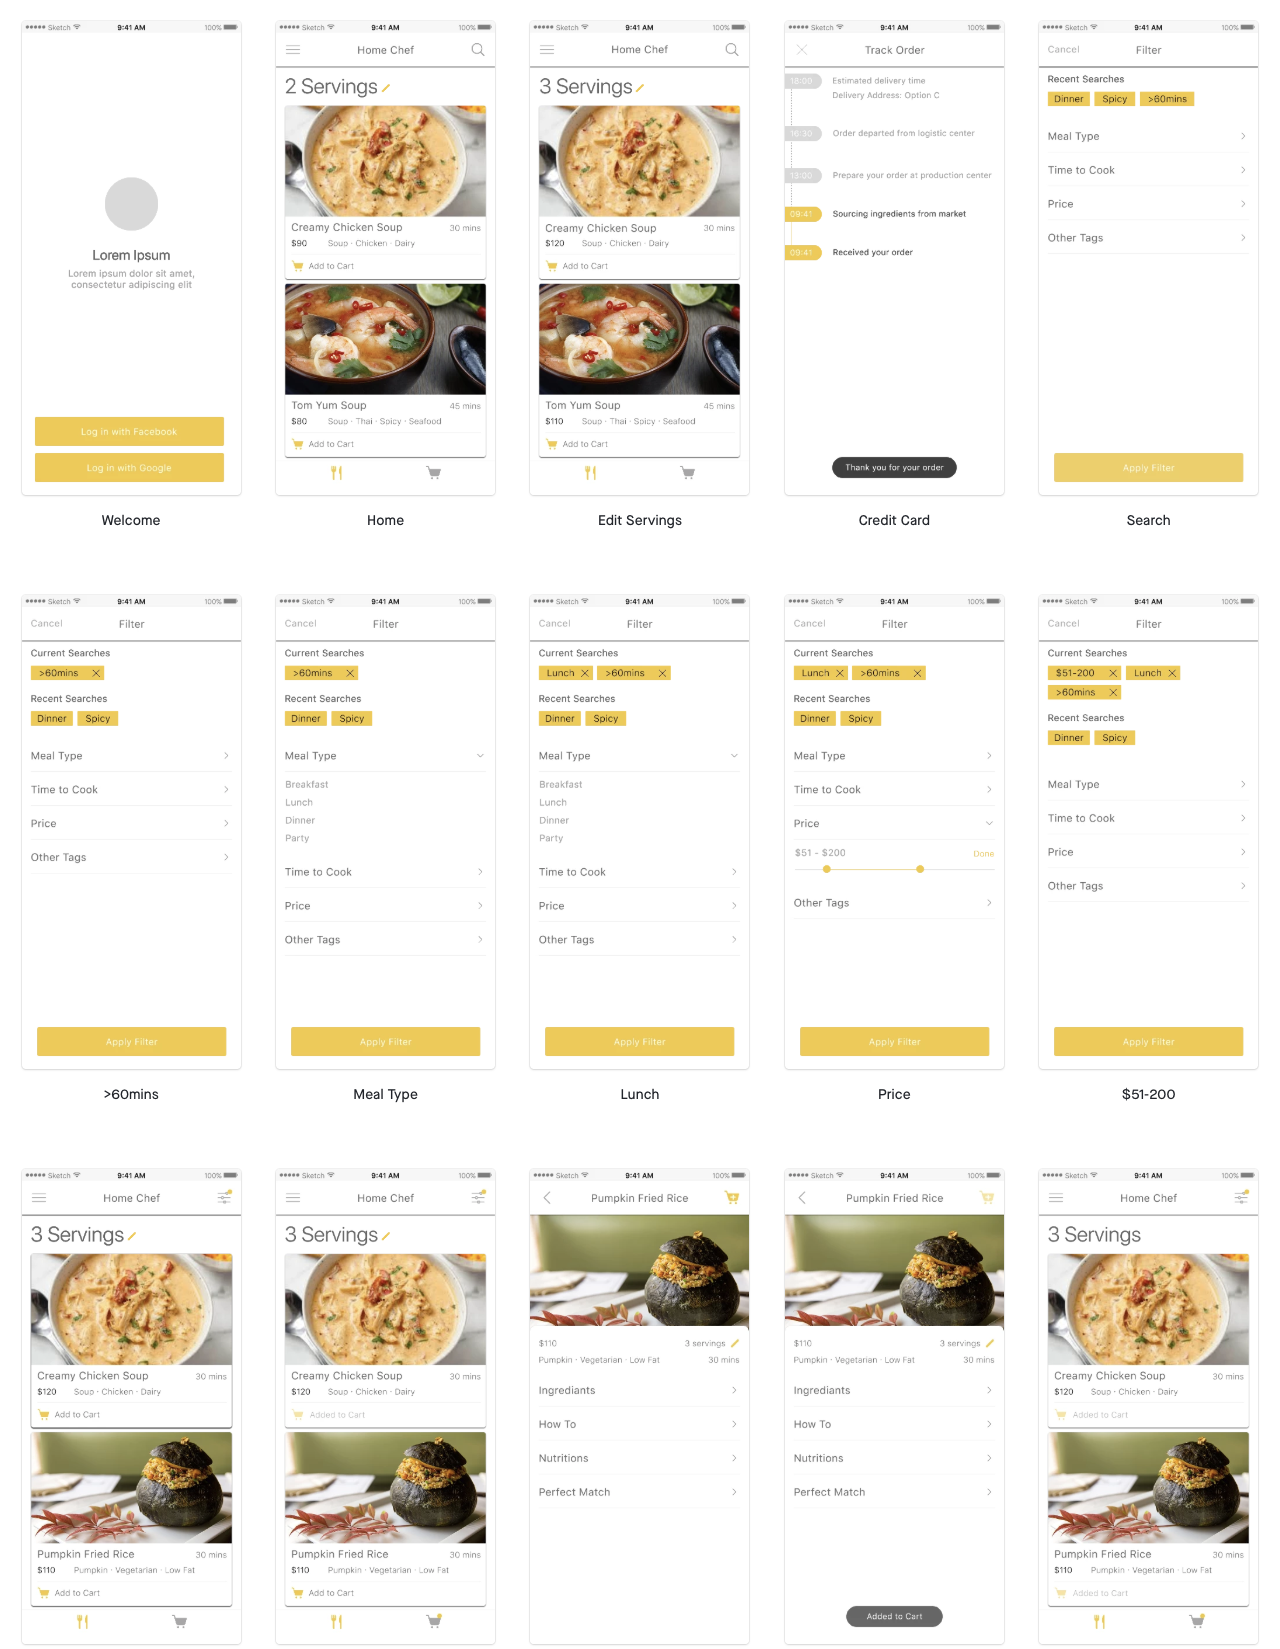 Sketch 9:41 AM 100%
Lorem Ipsum
Lorem ipsum dolor sit amet,
consectetur adipiscing elit
Log in with Facebook
Log in with Google
Welcome
Sketch 9:41 AM 100%
Home Chef
2 Servings
Creamy Chicken Soup 30 mins
$90 Soup · Chicken · Dairy
Add to Cart
Tom Yum Soup 45 mins
$80 Soup · Thai · Spicy · Seafood
Add to Cart
Home
Sketch 9:41 AM 100%
Home Chef
3 Servings
Creamy Chicken Soup 30 mins
$120 Soup · Chicken · Dairy
Add to Cart
Tom Yum Soup 45 mins
$110 Soup · Thai · Spicy · Seafood
Add to Cart
Edit Servings
Sketch 9:41 AM 100%
Track Order
18:00 Estimated delivery time
Delivery Address: Option C
16:30 Order departed from logistic center
13:00 Prepare your order at production center
09:41 Sourcing ingredients from market
09:41 Received your order
Thank you for your order
Credit Card
Sketch 9:41 AM 100%
Cancel Filter
Recent Searches
Dinner Spicy >60mins
Meal Type
Time to Cook
Price
Other Tags
Apply Filter
Search
Sketch 9:41 AM 100%
Cancel Filter
Current Searches
>60mins
Recent Searches
Dinner Spicy
Meal Type
Time to Cook
Price
Other Tags
Apply Filter
>60mins
Sketch 9:41 AM 100%
Cancel Filter
Current Searches
>60mins
Recent Searches
Dinner Spicy
Meal Type
Breakfast
Lunch
Dinner
Party
Time to Cook
Price
Other Tags
Apply Filter
Meal Type
Sketch 9:41 AM 100%
Cancel Filter
Current Searches
Lunch >60mins
Recent Searches
Dinner Spicy
Meal Type
Breakfast
Lunch
Dinner
Party
Time to Cook
Price
Other Tags
Apply Filter
Lunch
Sketch 9:41 AM 100%
Cancel Filter
Current Searches
Lunch >60mins
Recent Searches
Dinner Spicy
Meal Type
Time to Cook
Price
$51 - $200 Done
Other Tags
Apply Filter
Price
Sketch 9:41 AM 100%
Cancel Filter
Current Searches
$51-200 Lunch
>60mins
Recent Searches
Dinner Spicy
Meal Type
Time to Cook
Price
Other Tags
Apply Filter
$51-200
Sketch 9:41 AM 100%
Home Chef
3 Servings
Creamy Chicken Soup 30 mins
$120 Soup · Chicken · Dairy
Add to Cart
Pumpkin Fried Rice 30 mins
$110 Pumpkin · Vegetarian · Low Fat
Add to Cart
Sketch 9:41 AM 100%
Home Chef
3 Servings
Creamy Chicken Soup 30 mins
$120 Soup · Chicken · Dairy
Added to Cart
Pumpkin Fried Rice 30 mins
$110 Pumpkin · Vegetarian · Low Fat
Add to Cart
Sketch 9:41 AM 100%
Pumpkin Fried Rice
$110 3 servings
Pumpkin · Vegetarian · Low Fat 30 mins
Ingrediants
How To
Nutritions
Perfect Match
Sketch 9:41 AM 100%
Pumpkin Fried Rice
$110 3 servings
Pumpkin · Vegetarian · Low Fat 30 mins
Ingrediants
How To
Nutritions
Perfect Match
Added to Cart
Sketch 9:41 AM 100%
Home Chef
3 Servings
Creamy Chicken Soup 30 mins
$120 Soup · Chicken · Dairy
Added to Cart
Pumpkin Fried Rice 30 mins
$110 Pumpkin · Vegetarian · Low Fat
Added to Cart